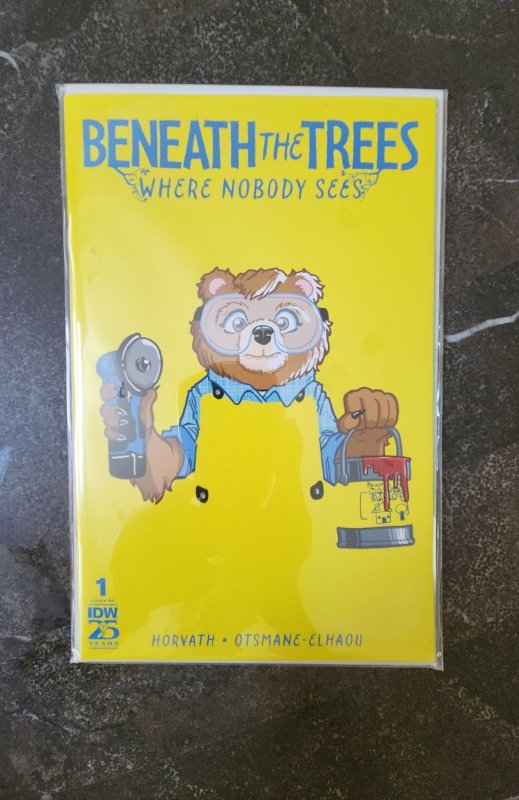 BENEATH THE TREES
WHERE NOBODY SEES
1
IDW
25
YEARS
HORVATH • OTSMANE-ELHAOU